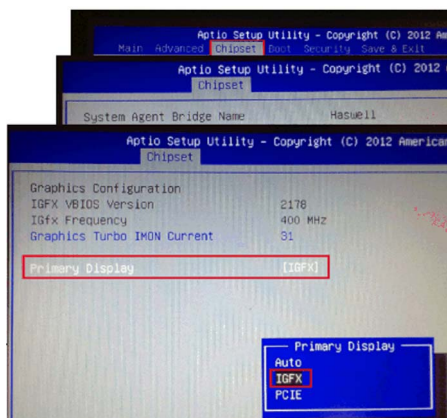 Aptio Setup Utility - Copyright (C) 2012 Am
Main Advanced Chipset Boot Security Save & Exit
Aptio Setup Utility - Copyright (C) 2012
Chipset
System Agent Bridge Name Haswell
Aptio Setup Utility - Copyright (C) 2012 American
Chipset
Graphics Configuration
IGFX VBIOS Version 2178
IGfx Frequency 400 MHz
Graphics Turbo IMON Current 31
Primary Display [IGFX]
Primary Display
Auto
IGFX
PCIE